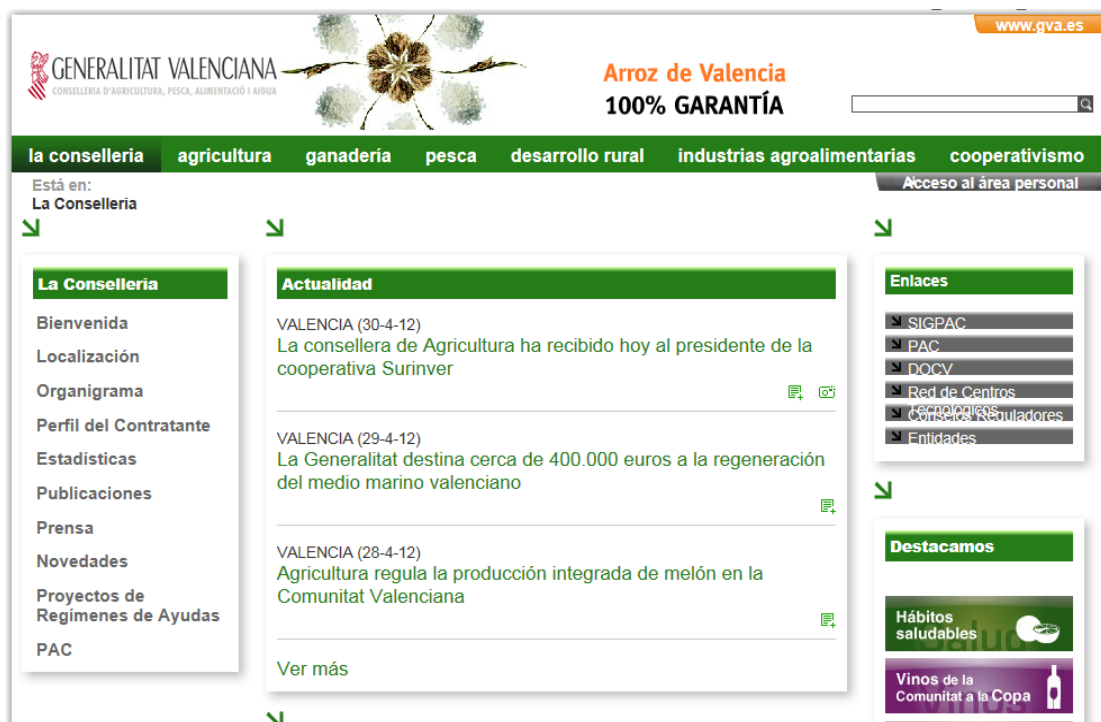 www.gva.es
GENERALITAT VALENCIANA
CONSELLERIA D'AGRICULTURA, PESCA, ALIMENTACIÓ I AIGUA
Arroz de Valencia
100% GARANTÍA
la conselleria agricultura ganadería pesca desarrollo rural industrias agroalimentarias cooperativismo
Está en:
La Conselleria
Acceso al área personal
La Conselleria
Bienvenida
Localización
Organigrama
Perfil del Contratante
Estadísticas
Publicaciones
Prensa
Novedades
Proyectos de
Regímenes de Ayudas
PAC
Actualidad
VALENCIA (30-4-12)
La consellera de Agricultura ha recibido hoy al presidente de la
cooperativa Surinver
VALENCIA (29-4-12)
La Generalitat destina cerca de 400.000 euros a la regeneración
del medio marino valenciano
VALENCIA (28-4-12)
Agricultura regula la producción integrada de melón en la
Comunitat Valenciana
Ver más
Enlaces
SIGPAC
PAC
DOCV
Red de Centros
Tecnológicos
Consejos Reguladores
Entidades
Destacamos
Hábitos
saludables
Salud
Vinos de la
Comunitat a la Copa
Vinos